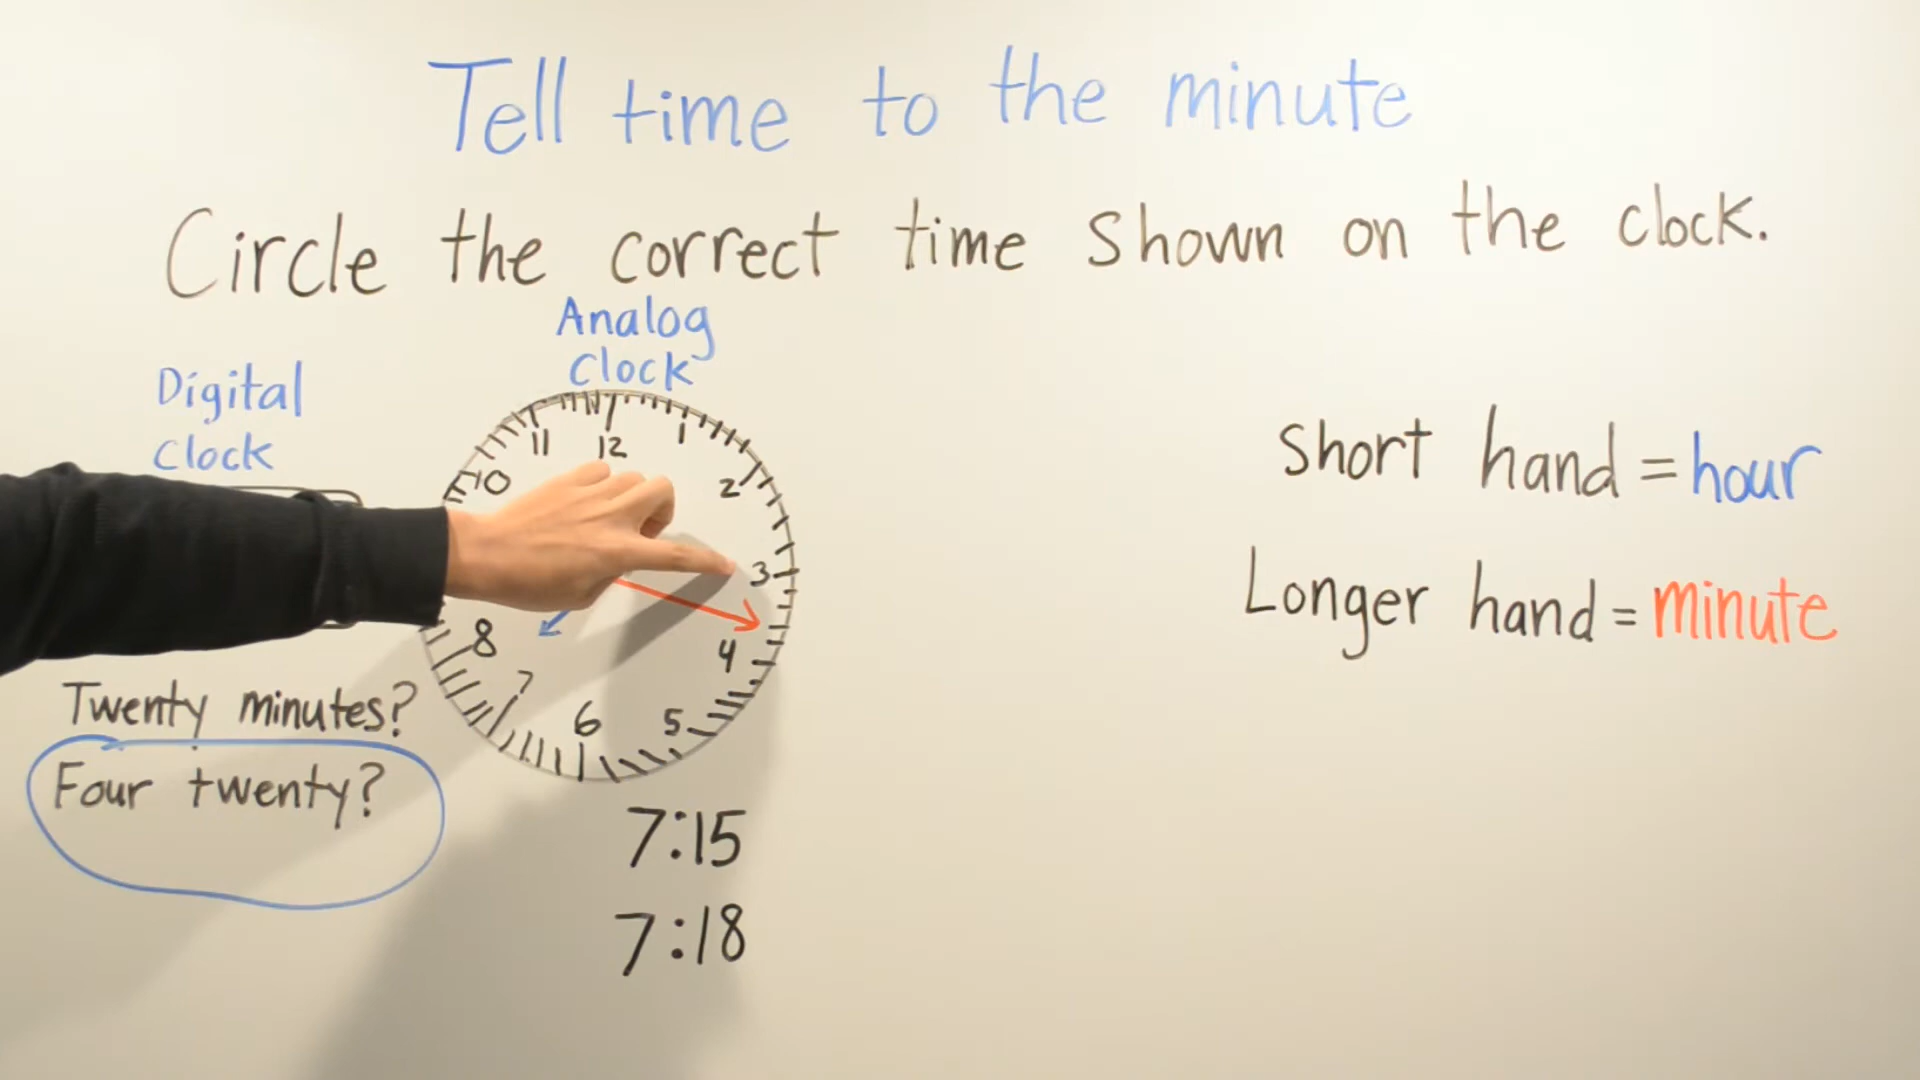 Tell time to the minute
Circle the correct time shown on the clock.
Analog
Clock
Digital
Clock
11 12 1
10 2
3
8 4
7 6 5
Short hand = hour
Longer hand = minute
Twenty minutes?
Four twenty?
7:15
7:18